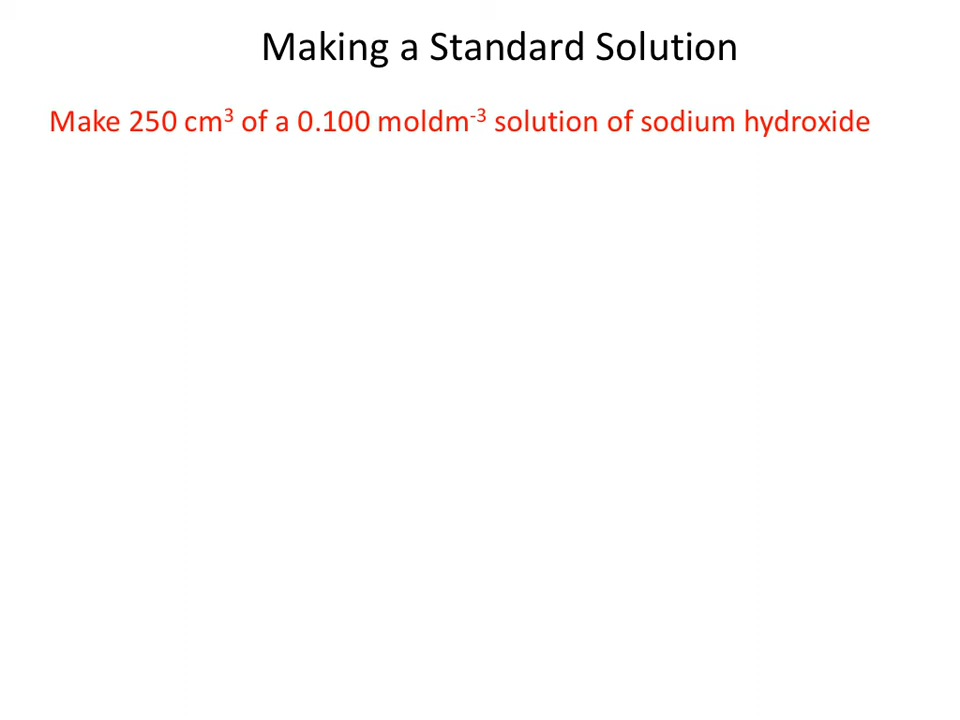 Making a Standard Solution
Make 250 cm³ of a 0.100 moldm⁻³ solution of sodium hydroxide